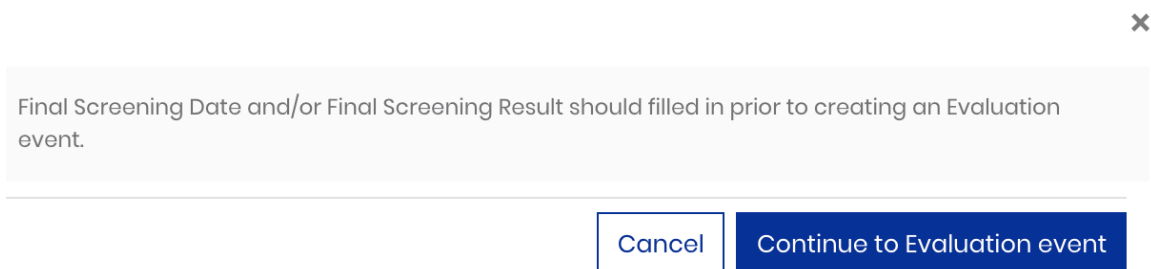 Final Screening Date and/or Final Screening Result should filled in prior to creating an Evaluation
event.
Cancel
Continue to Evaluation event